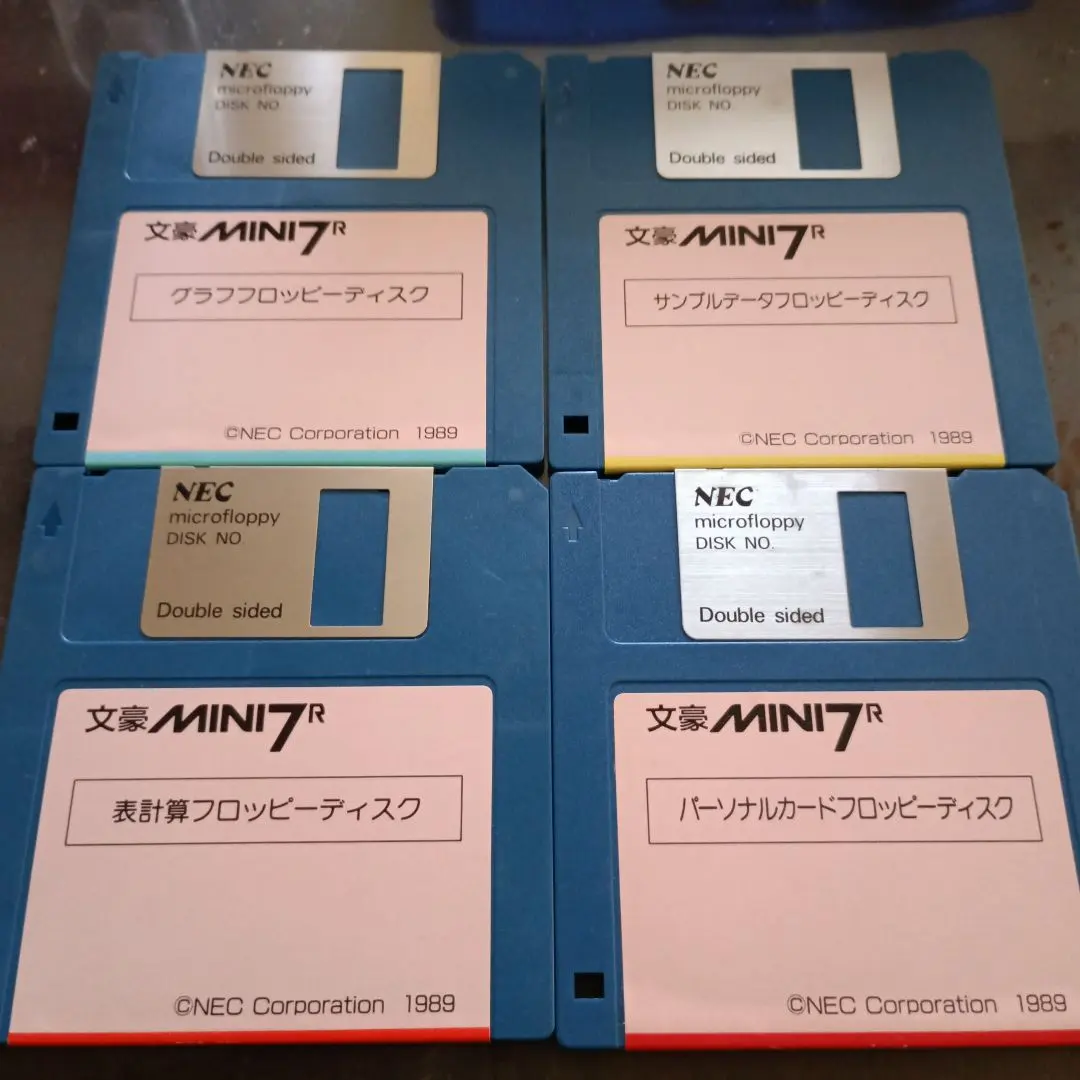 NEC
microfloppy
DISK NO.
Double sided
文豪MINI7R
グラフフロッピーディスク
©NEC Corporation 1989
NEC
microfloppy
DISK NO.
Double sided
文豪MINI7R
サンプルデータフロッピーディスク
©NEC Corporation 1989
NEC
microfloppy
DISK NO.
Double sided
文豪MINI7R
表計算フロッピーディスク
©NEC Corporation 1989
NEC
microfloppy
DISK NO.
Double sided
文豪MINI7R
パーソナルカードフロッピーディスク
©NEC Corporation 1989